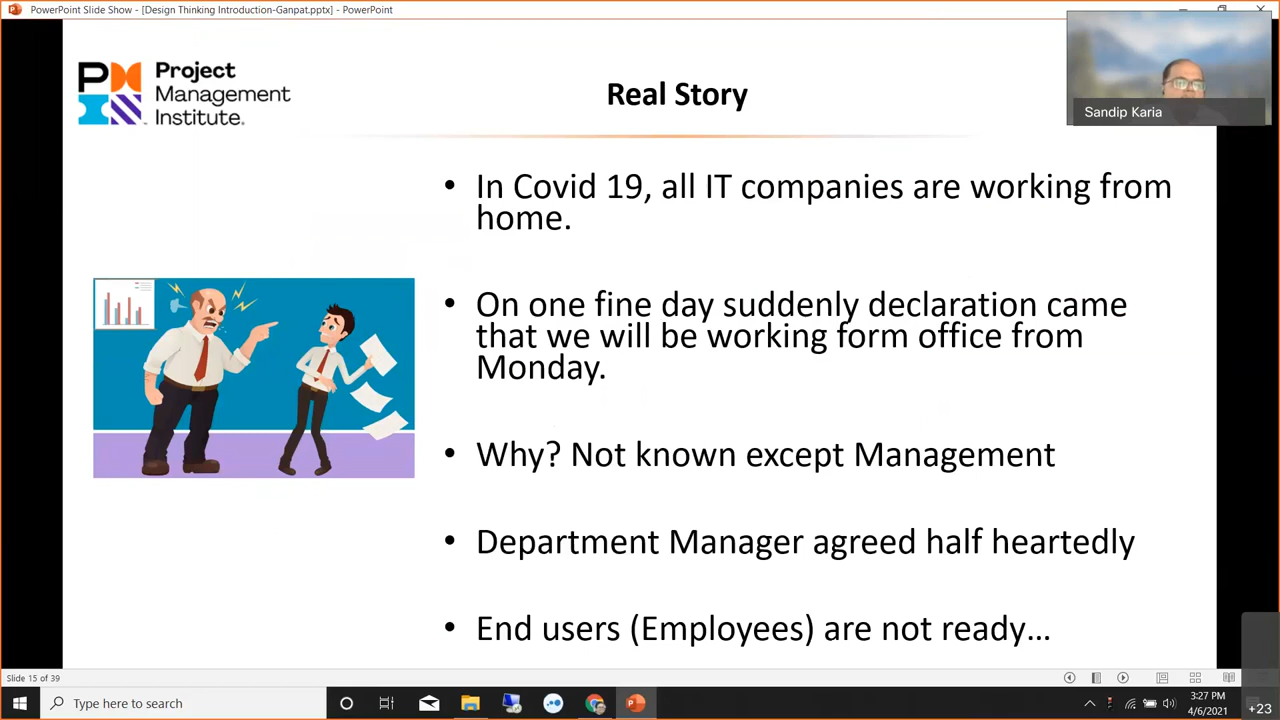 PowerPoint Slide Show - [Design Thinking Introduction-Ganpat.pptx] - PowerPoint
Project
Management
Institute.
Real Story
Sandip Karia
• In Covid 19, all IT companies are working from
home.
• On one fine day suddenly declaration came
that we will be working form office from
Monday.
• Why? Not known except Management
• Department Manager agreed half heartedly
• End users (Employees) are not ready...
Slide 15 of 39
Type here to search
3:27 PM
4/6/2021
+23